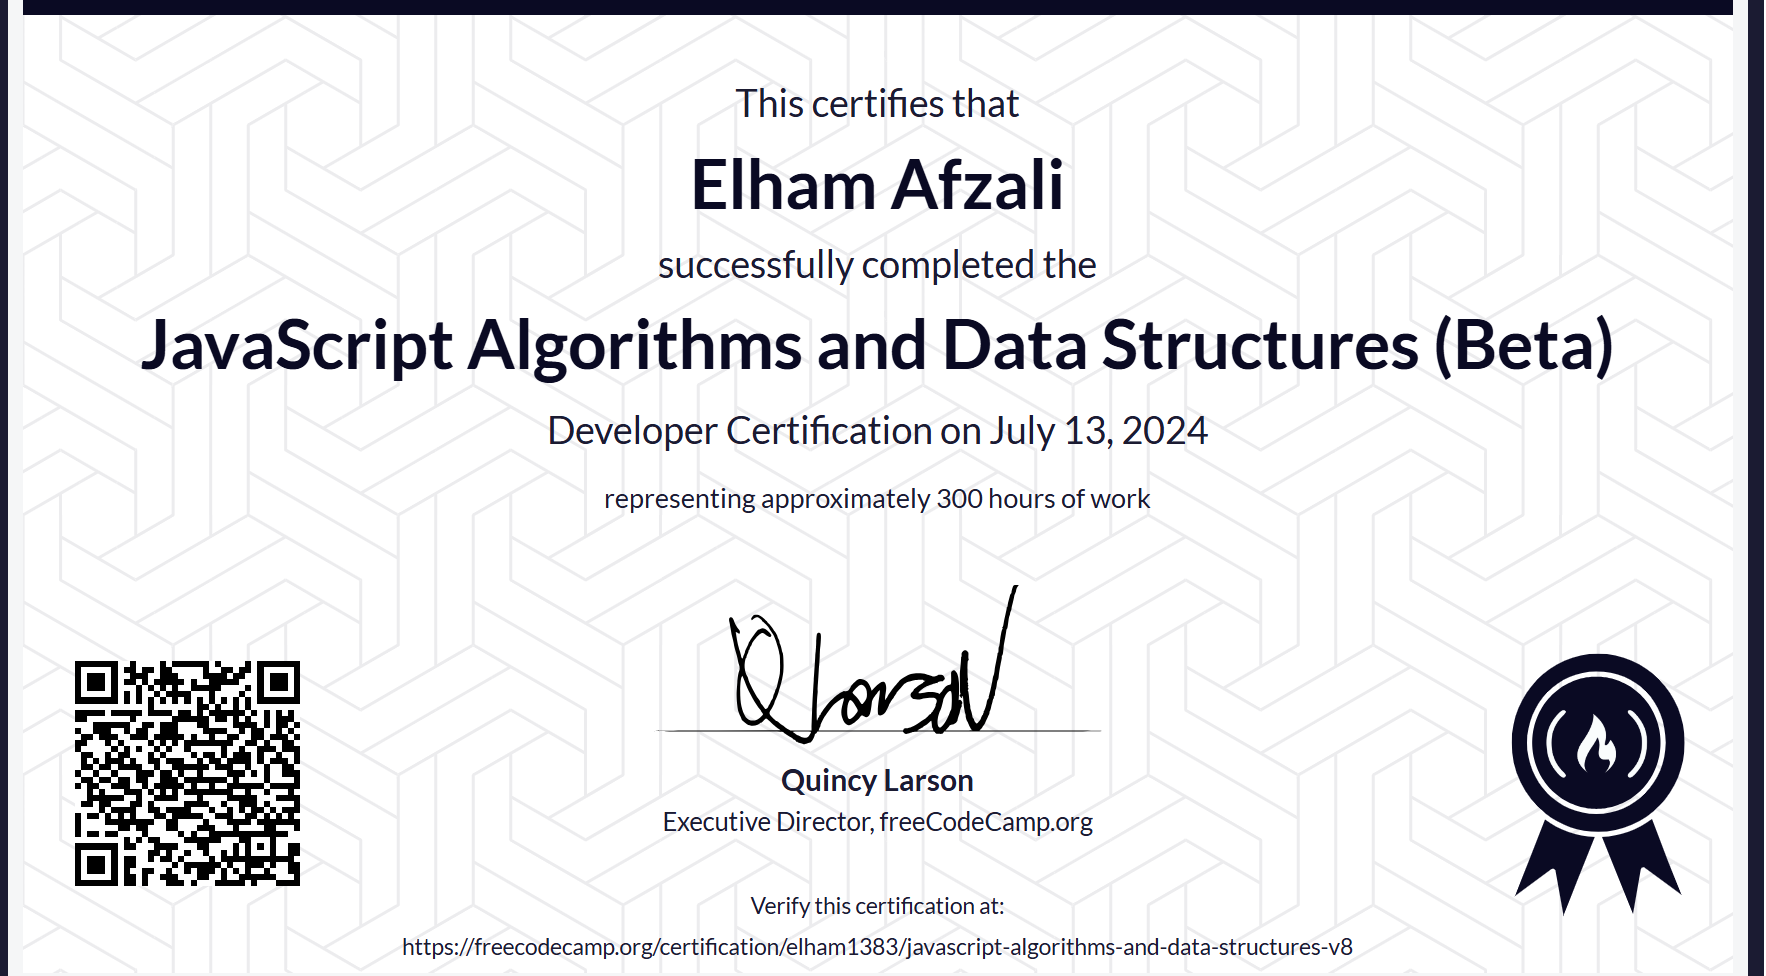 This certifies that
Elham Afzali
successfully completed the
JavaScript Algorithms and Data Structures (Beta)
Developer Certification on July 13, 2024
representing approximately 300 hours of work
Quincy Larson
Executive Director, freeCodeCamp.org
Verify this certification at:
https://freecodecamp.org/certification/elham1383/javascript-algorithms-and-data-structures-v8